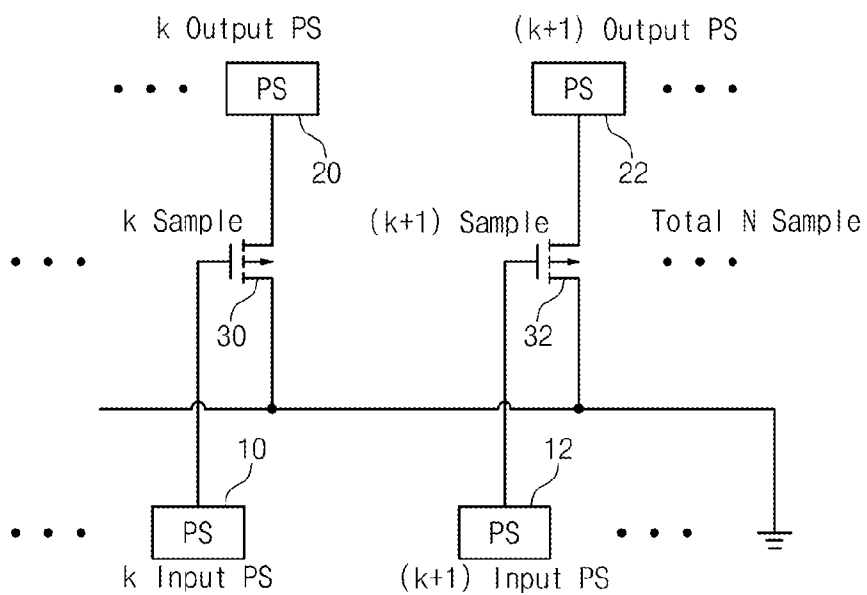 k Output PS
(k+1) Output PS
PS
PS
20
22
k Sample
(k+1) Sample
Total N Sample
30
32
10
12
PS
PS
k Input PS
(k+1) Input PS